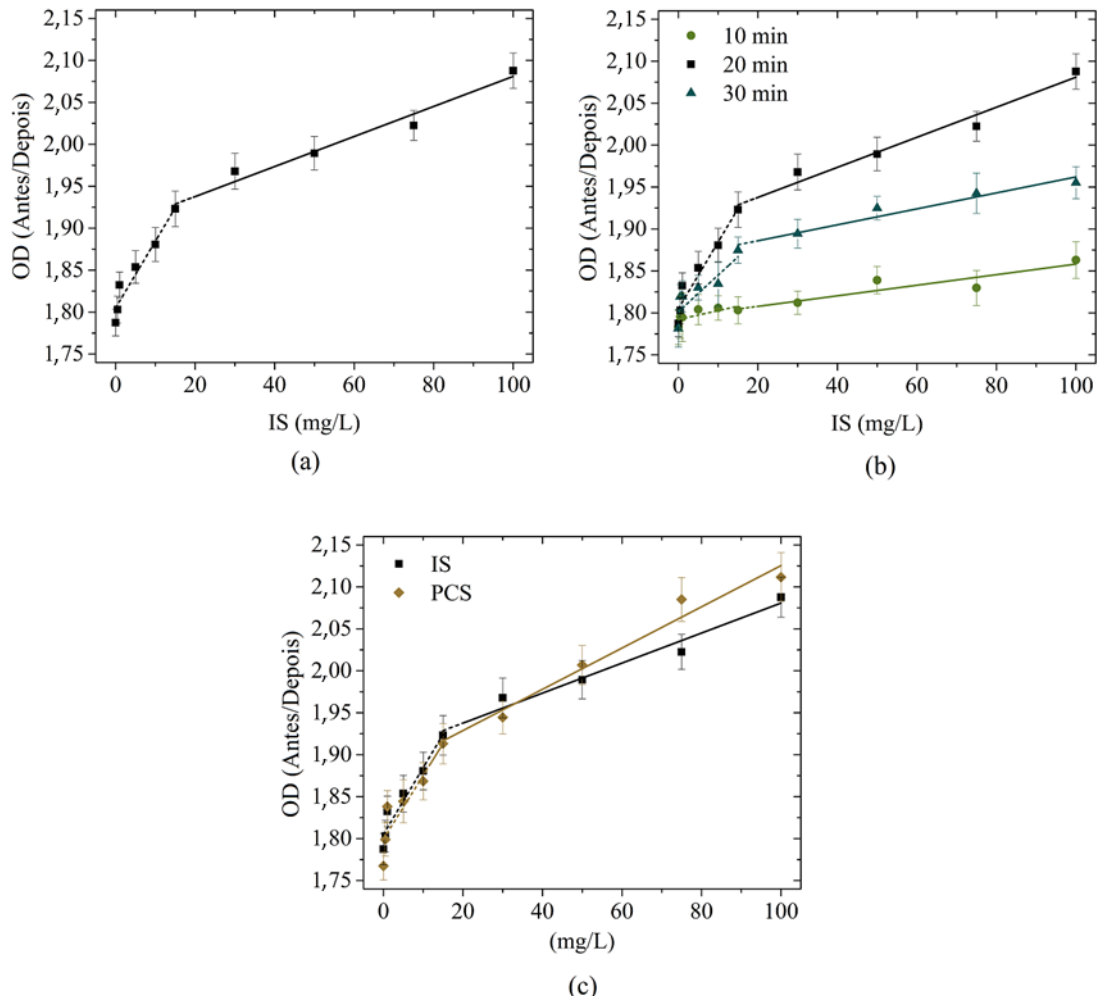 2,15
2,10
2,05
2,00
1,95
1,90
1,85
1,80
1,75
OD (Antes/Depois)
0 20 40 60 80 100
IS (mg/L)
(a)
10 min
20 min
30 min
2,15
2,10
2,05
2,00
1,95
1,90
1,85
1,80
1,75
OD (Antes/Depois)
0 20 40 60 80 100
IS (mg/L)
(b)
IS
PCS
2,15
2,10
2,05
2,00
1,95
1,90
1,85
1,80
1,75
OD (Antes/Depois)
0 20 40 60 80 100
(mg/L)
(c)